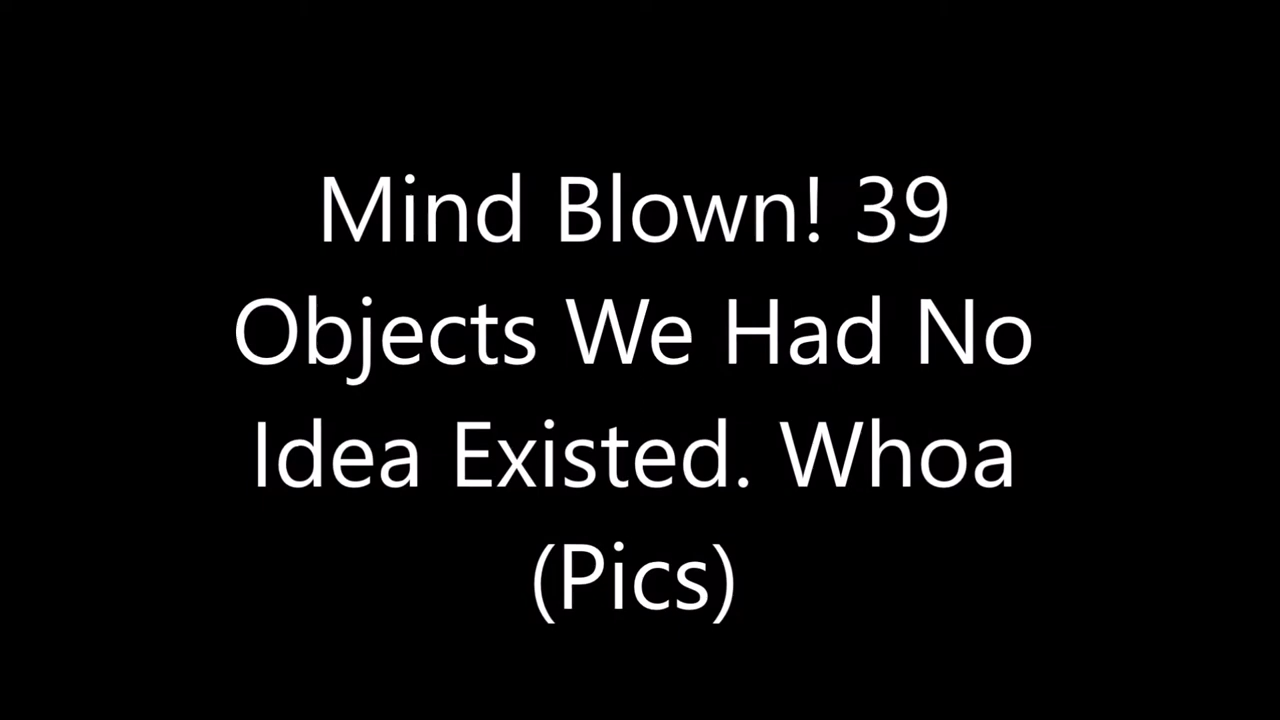 Mind Blown! 39
Objects We Had No
Idea Existed. Whoa
(Pics)